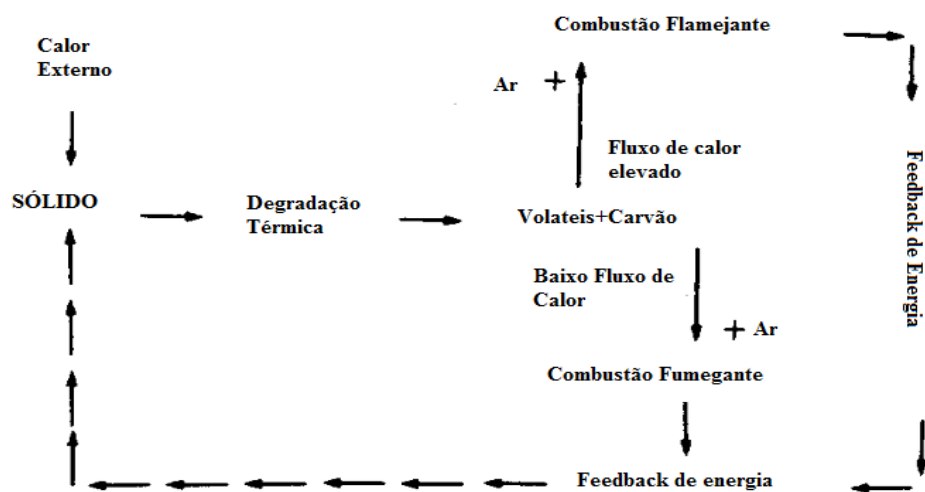 Combustão Flamejante
Calor
Externo
Ar +
Fluxo de calor
elevado
Feedback de Energia
SÓLIDO
Degradação
Térmica
Volateis+Carvão
Baixo Fluxo de
Calor
+ Ar
Combustão Fumegante
Feedback de energia